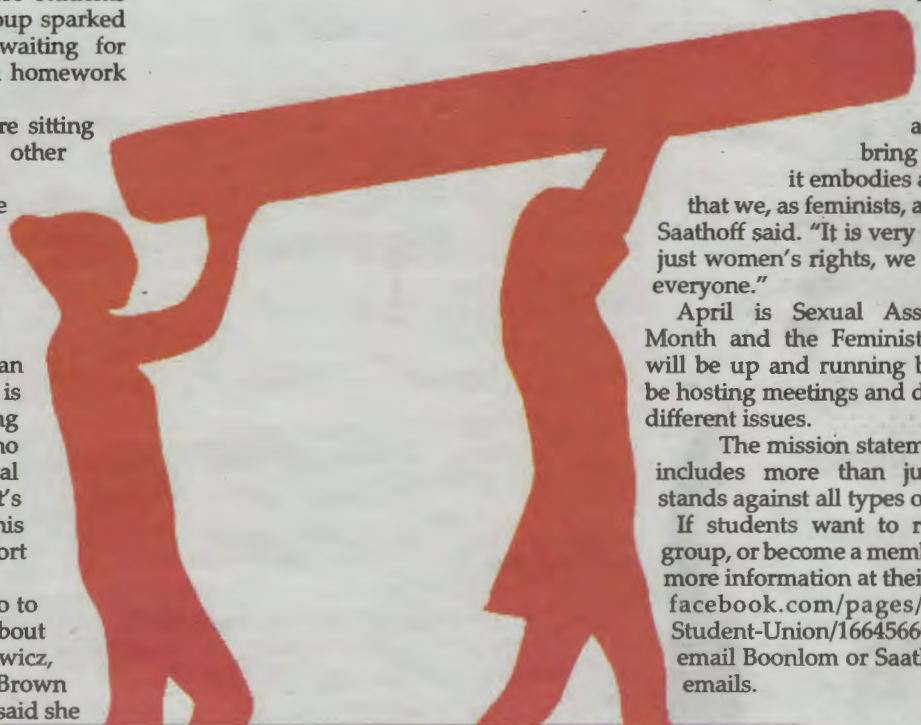 oup sparked
waiting for
homework
re sitting
other
e
an
is
ng
no
al
t's
his
ort
o to
bout
wicz,
Brown
said she
a
bring
it embodies a
that we, as feminists, a
Saathoff said. "It is very
just women's rights, we
everyone."
April is Sexual Ass
Month and the Feminist
will be up and running b
be hosting meetings and d
different issues.
The mission statem
includes more than ju
stands against all types o
If students want to r
group, or become a memb
more information at thei
facebook.com/pages/
Student-Union/1664566
email Boonlom or Saath
emails.